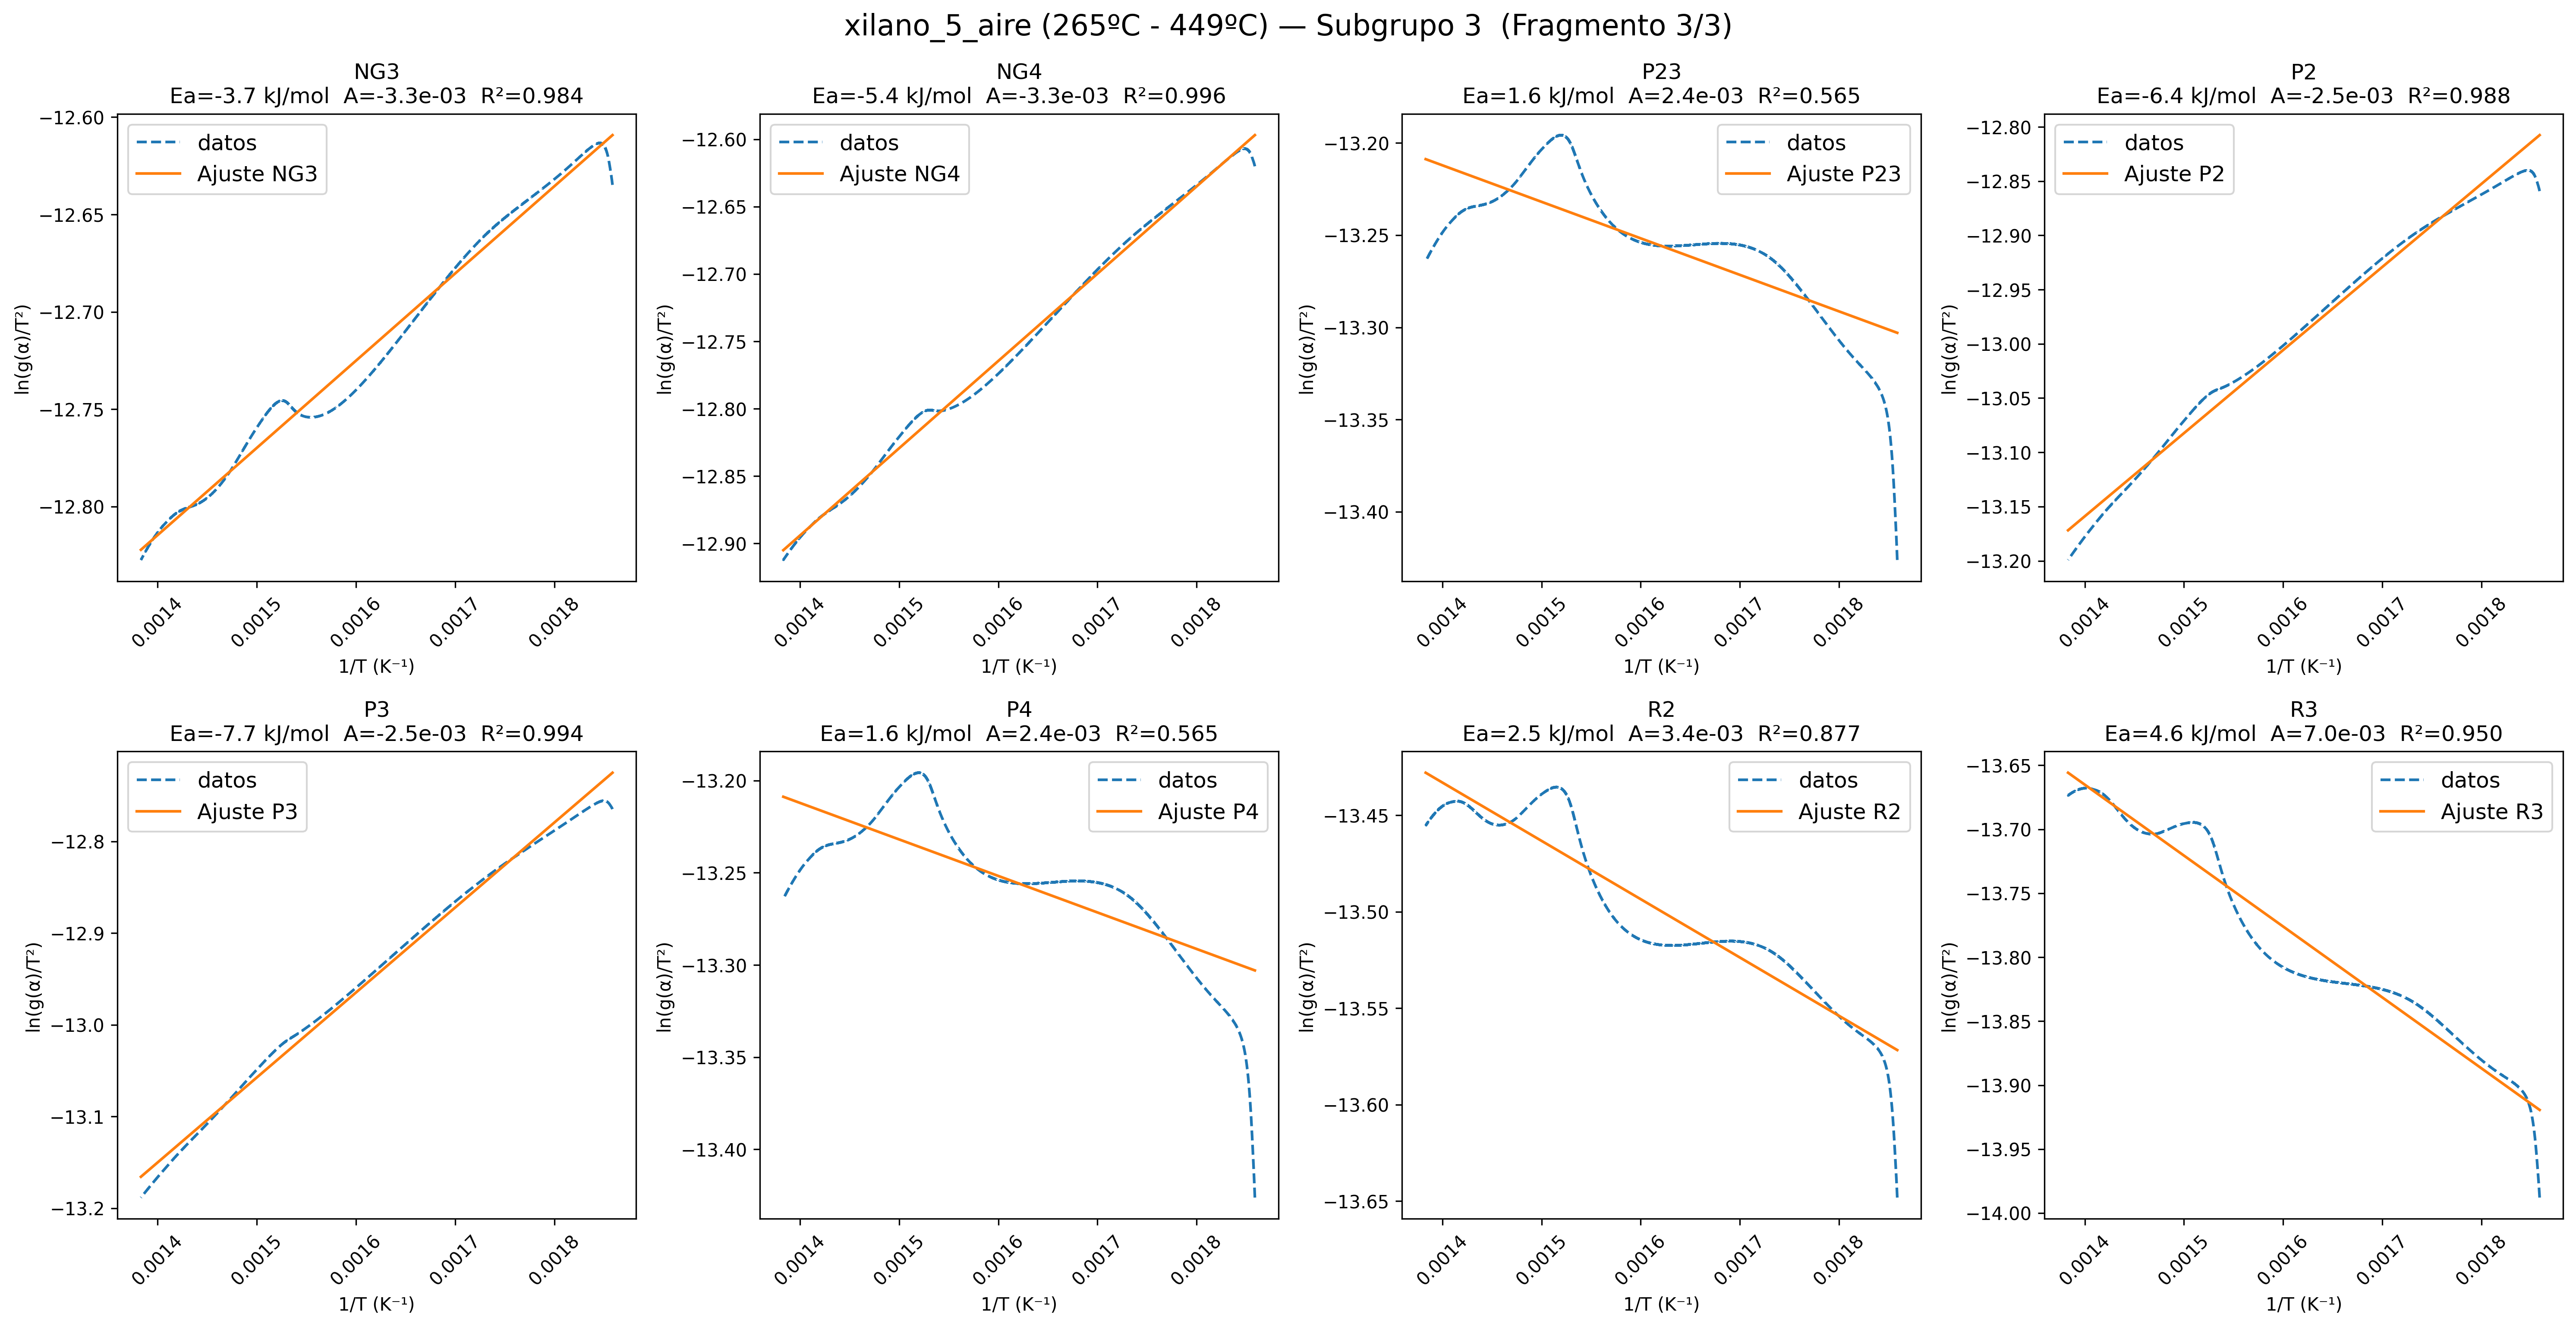 xilano_5_aire (265ºC - 449ºC) — Subgrupo 3  (Fragmento 3/3)
NG3
Ea=-3.7 kJ/mol  A=-3.3e-03  R²=0.984
−12.60
−12.65
−12.70
−12.75
−12.80
ln(g(α)/T²)
datos
Ajuste NG3
0.0014
0.0015
0.0016
0.0017
0.0018
1/T (K⁻¹)
NG4
Ea=-5.4 kJ/mol  A=-3.3e-03  R²=0.996
−12.60
−12.65
−12.70
−12.75
−12.80
−12.85
−12.90
ln(g(α)/T²)
datos
Ajuste NG4
0.0014
0.0015
0.0016
0.0017
0.0018
1/T (K⁻¹)
P23
Ea=1.6 kJ/mol  A=2.4e-03  R²=0.565
−13.20
−13.25
−13.30
−13.35
−13.40
ln(g(α)/T²)
datos
Ajuste P23
0.0014
0.0015
0.0016
0.0017
0.0018
1/T (K⁻¹)
P2
Ea=-6.4 kJ/mol  A=-2.5e-03  R²=0.988
−12.80
−12.85
−12.90
−12.95
−13.00
−13.05
−13.10
−13.15
−13.20
ln(g(α)/T²)
datos
Ajuste P2
0.0014
0.0015
0.0016
0.0017
0.0018
1/T (K⁻¹)
P3
Ea=-7.7 kJ/mol  A=-2.5e-03  R²=0.994
−12.8
−12.9
−13.0
−13.1
−13.2
ln(g(α)/T²)
datos
Ajuste P3
0.0014
0.0015
0.0016
0.0017
0.0018
1/T (K⁻¹)
P4
Ea=1.6 kJ/mol  A=2.4e-03  R²=0.565
−13.20
−13.25
−13.30
−13.35
−13.40
ln(g(α)/T²)
datos
Ajuste P4
0.0014
0.0015
0.0016
0.0017
0.0018
1/T (K⁻¹)
R2
Ea=2.5 kJ/mol  A=3.4e-03  R²=0.877
−13.45
−13.50
−13.55
−13.60
−13.65
ln(g(α)/T²)
datos
Ajuste R2
0.0014
0.0015
0.0016
0.0017
0.0018
1/T (K⁻¹)
R3
Ea=4.6 kJ/mol  A=7.0e-03  R²=0.950
−13.65
−13.70
−13.75
−13.80
−13.85
−13.90
−13.95
−14.00
ln(g(α)/T²)
datos
Ajuste R3
0.0014
0.0015
0.0016
0.0017
0.0018
1/T (K⁻¹)